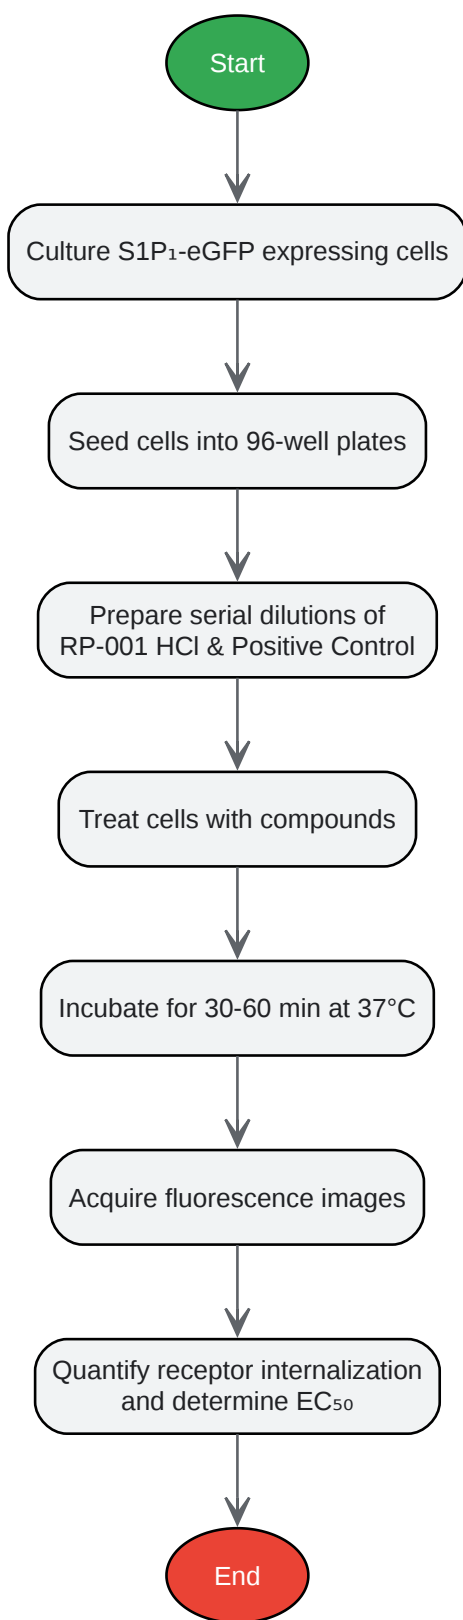 Start
Culture S1P₁-eGFP expressing cells
Seed cells into 96-well plates
Prepare serial dilutions of
RP-001 HCl & Positive Control
Treat cells with compounds
Incubate for 30-60 min at 37°C
Acquire fluorescence images
Quantify receptor internalization
and determine EC₅₀
End